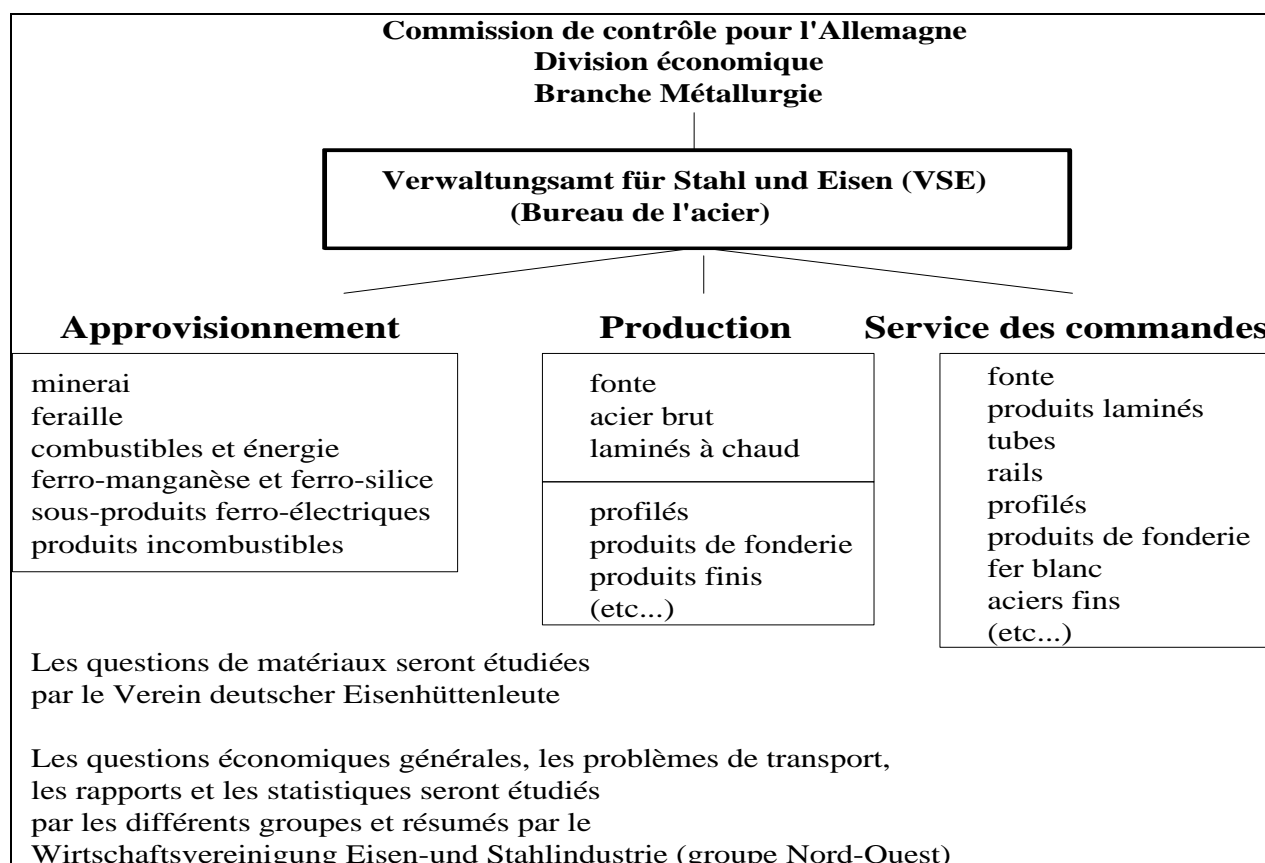 Commission de contrôle pour l'Allemagne
Division économique
Branche Métallurgie
Verwaltungsamt für Stahl und Eisen (VSE)
(Bureau de l'acier)
Approvisionnement
minerai
feraille
combustibles et énergie
ferro-manganèse et ferro-silice
sous-produits ferro-électriques
produits incombustibles
Production
fonte
acier brut
laminés à chaud
profilés
produits de fonderie
produits finis
(etc...)
Service des commandes
fonte
produits laminés
tubes
rails
profilés
produits de fonderie
fer blanc
aciers fins
(etc...)
Les questions de matériaux seront étudiées
par le Verein deutscher Eisenhüttenleute
Les questions économiques générales, les problèmes de transport,
les rapports et les statistiques seront étudiés
par les différents groupes et résumés par le
Wirtschaftsvereinigung Eisen-und Stahlindustrie (groupe Nord-Ouest)